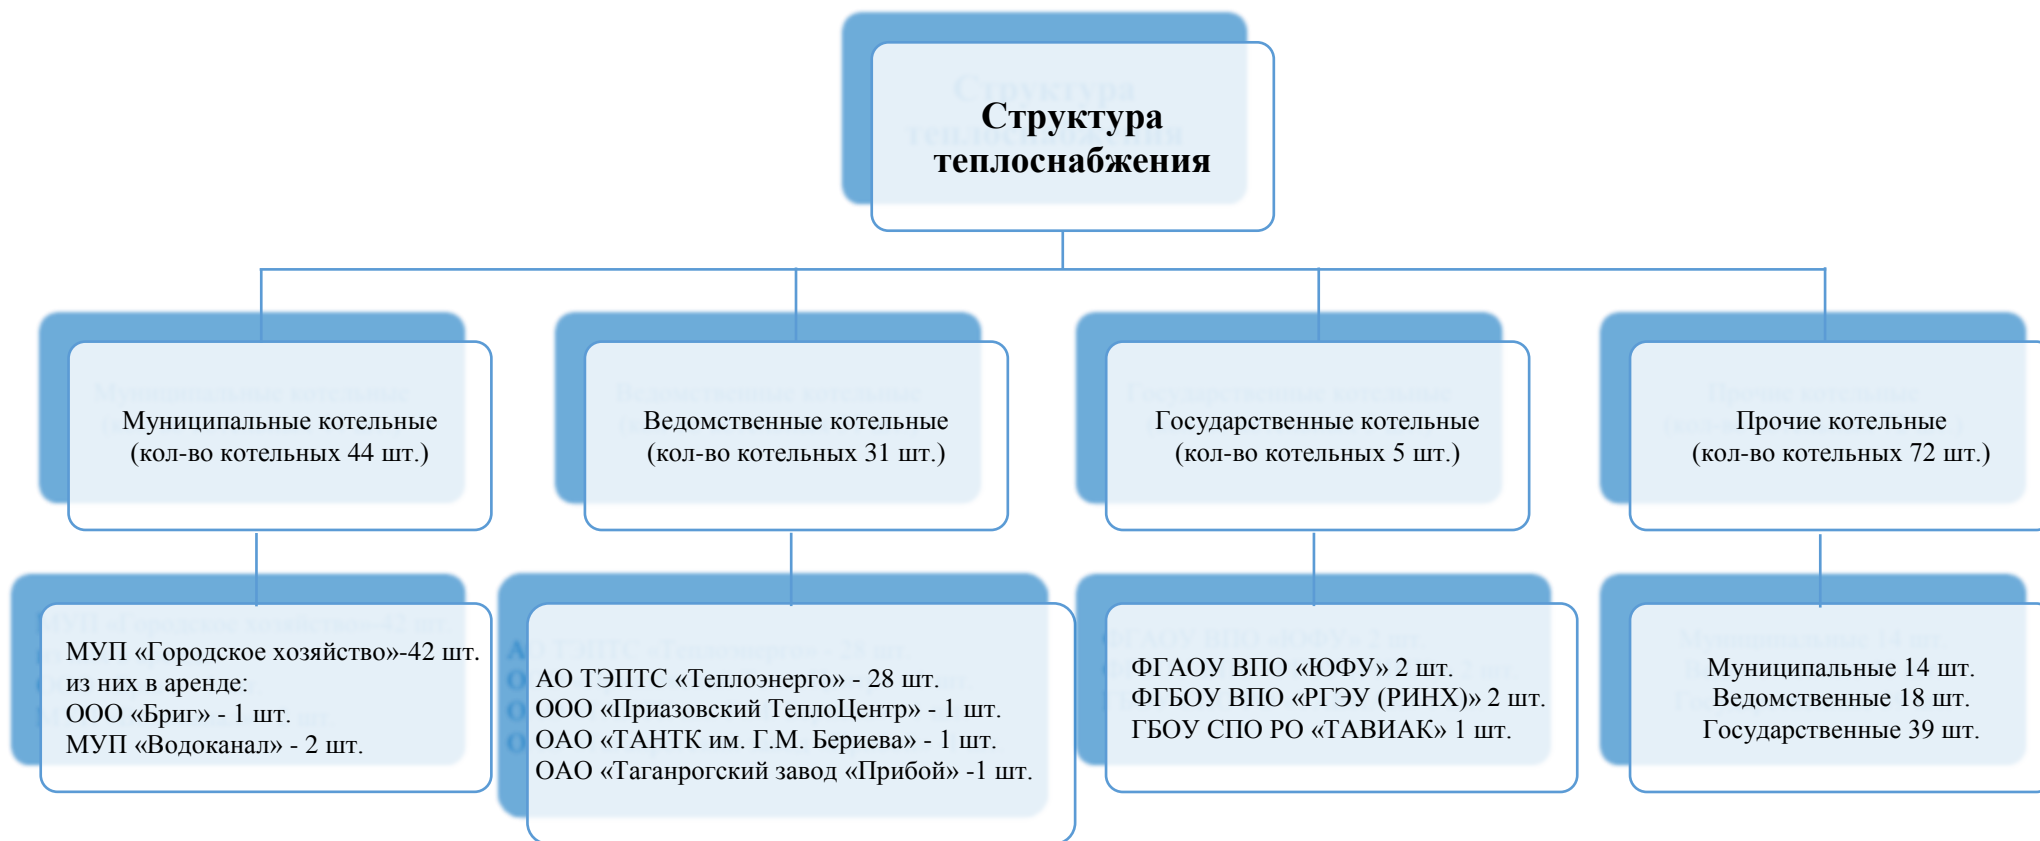 Структура
теплоснабжения
Муниципальные котельные
(кол-во котельных 44 шт.)
Ведомственные котельные
(кол-во котельных 31 шт.)
Государственные котельные
(кол-во котельных 5 шт.)
Прочие котельные
(кол-во котельных 72 шт.)
МУП «Городское хозяйство»-42 шт.
из них в аренде:
ООО «Бриг» - 1 шт.
МУП «Водоканал» - 2 шт.
АО ТЭПТС «Теплоэнерго» - 28 шт.
ООО «Приазовский ТеплоЦентр» - 1 шт.
ОАО «ТАНТК им. Г.М. Бериева» - 1 шт.
ОАО «Таганрогский завод «Прибой» -1 шт.
ФГАОУ ВПО «ЮФУ» 2 шт.
ФГБОУ ВПО «РГЭУ (РИНХ)» 2 шт.
ГБОУ СПО РО «ТАВИАК» 1 шт.
Муниципальные 14 шт.
Ведомственные 18 шт.
Государственные 39 шт.